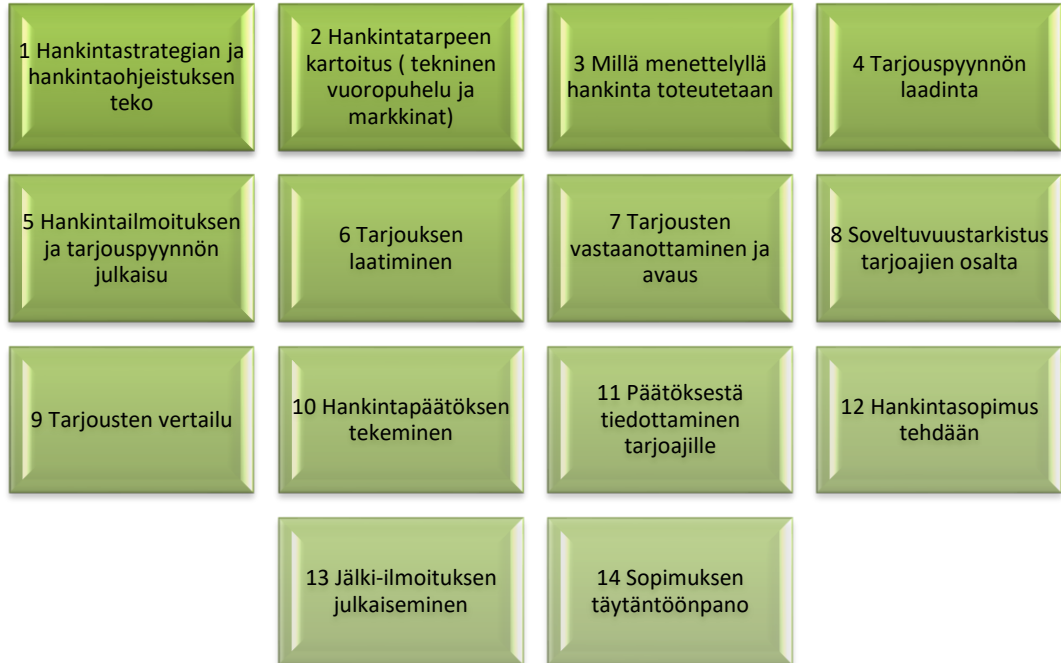 1 Hankintastrategian ja
hankintaohjeistuksen
teko
2 Hankintatarpeen
kartoitus ( tekninen
vuoropuhelu ja
markkinat)
3 Millä menettelyllä
hankinta toteutetaan
4 Tarjouspyynnön
laadinta
5 Hankintailmoituksen
ja tarjouspyynnön
julkaisu
6 Tarjouksen
laatiminen
7 Tarjousten
vastaanottaminen ja
avaus
8 Soveltuvuustarkistus
tarjoajien osalta
9 Tarjousten vertailu
10 Hankintapäätöksen
tekeminen
11 Päätöksestä
tiedottaminen
tarjoajille
12 Hankintasopimus
tehdään
13 Jälki-ilmoituksen
julkaiseminen
14 Sopimuksen
täytäntöönpano